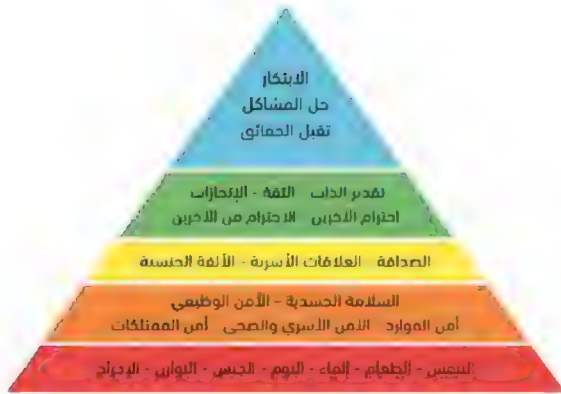 الابتكار
حل المشاكل
تقبل الحقائق
تقدير الذات - الثقة - الإنجازات
احترام الآخرين - الاحترام من الآخرين
الصداقة - العلاقات الأسرية - الألفة الجنسية
السلامة الجسدية - الأمن الوظيفي
أمن الموارد - الأمن الأسري والصحي - أمن الممتلكات
التنفس - الطعام - الماء - النوم - الجنس - التوازن - الإخراج